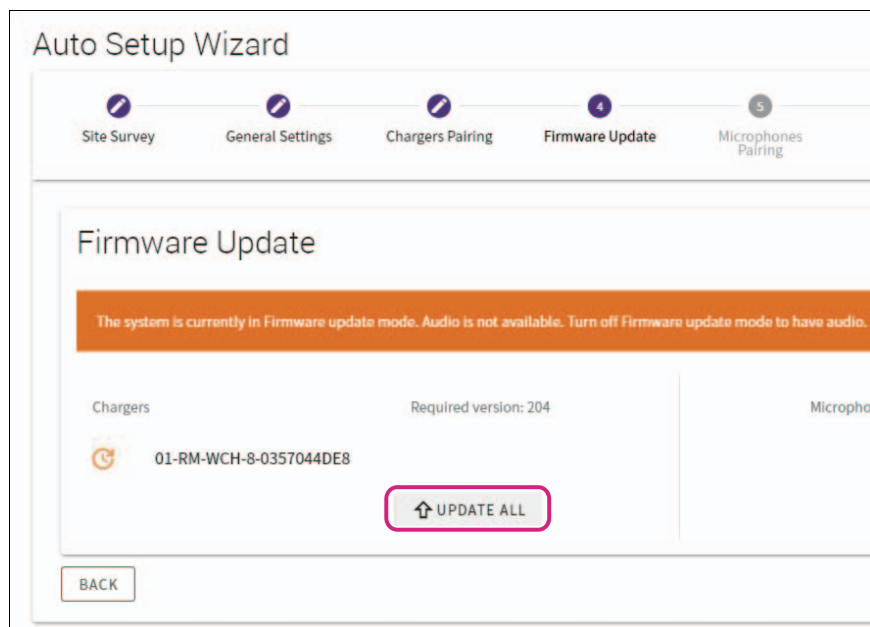 Auto Setup Wizard
4
5
Site Survey
General Settings
Chargers Pairing
Firmware Update
Microphones
Pairing
Firmware Update
The system is currently in Firmware update mode. Audio is not available. Turn off Firmware update mode to have audio.
Chargers
Required version: 204
Micropho
01-RM-WCH-8-0357044DE8
UPDATE ALL
BACK